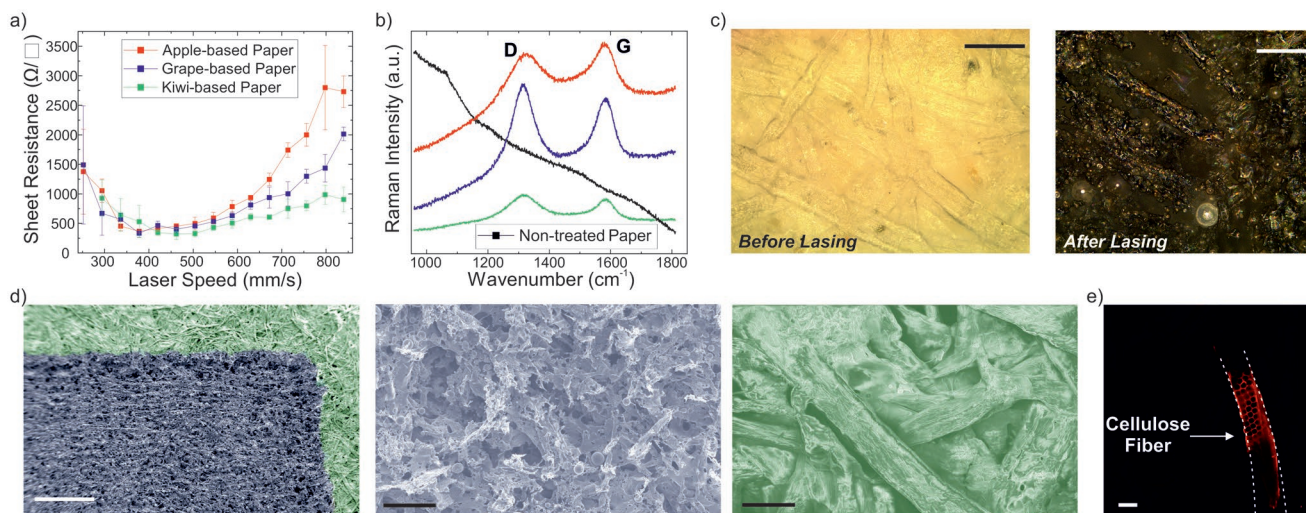 a)
Sheet Resistance (Ω/□)
3500
3000
2500
2000
1500
1000
500
0
300
400
500
600
700
800
Laser Speed (mm/s)
Apple-based Paper
Grape-based Paper
Kiwi-based Paper
b)
Raman Intensity (a.u.)
D
G
Non-treated Paper
1000
1200
1400
1600
1800
Wavenumber (cm⁻¹)
c)
Before Lasing
After Lasing
d)
e)
Cellulose
Fiber